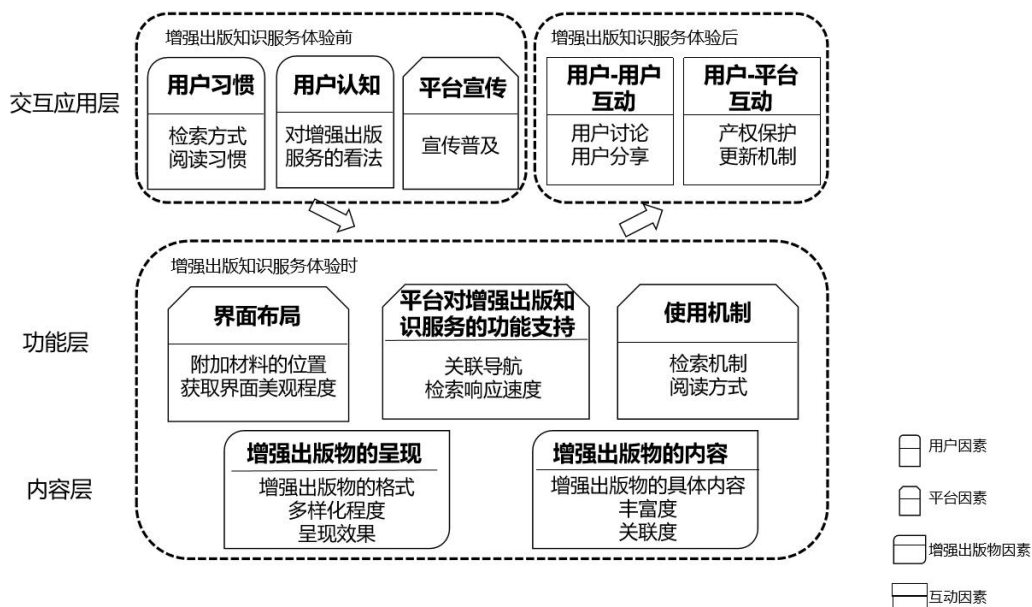 增强出版知识服务体验前
增强出版知识服务体验后
交互应用层
用户习惯
检索方式
阅读习惯
用户认知
对增强出版
服务的看法
平台宣传
宣传普及
用户-用户
互动
用户讨论
用户分享
用户-平台
互动
产权保护
更新机制
增强出版知识服务体验时
功能层
界面布局
附加材料的位置
获取界面美观程度
平台对增强出版知
识服务的功能支持
关联导航
检索响应速度
使用机制
检索机制
阅读方式
内容层
增强出版物的呈现
增强出版物的格式
多样化程度
呈现效果
增强出版物的内容
增强出版物的具体内容
丰富度
关联度
用户因素
平台因素
增强出版物因素
互动因素